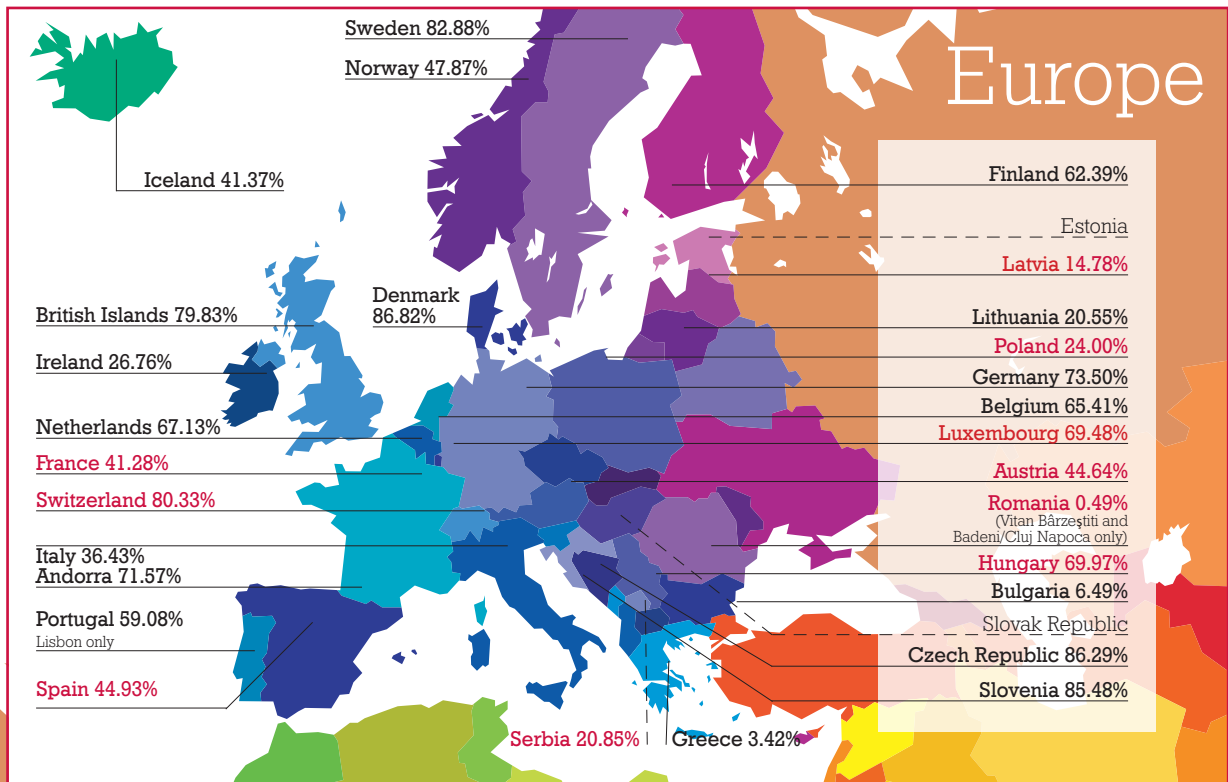 Europe
Sweden 82.88%
Norway 47.87%
Iceland 41.37%
British Islands 79.83%
Ireland 26.76%
Denmark
86.82%
Netherlands 67.13%
France 41.28%
Switzerland 80.33%
Italy 36.43%
Andorra 71.57%
Portugal 59.08%
Lisbon only
Spain 44.93%
Serbia 20.85%
Greece 3.42%
Finland 62.39%
Estonia
Latvia 14.78%
Lithuania 20.55%
Poland 24.00%
Germany 73.50%
Belgium 65.41%
Luxembourg 69.48%
Austria 44.64%
Romania 0.49%
(Vitan Bârzeştiti and
Badeni/Cluj Napoca only)
Hungary 69.97%
Bulgaria 6.49%
Slovak Republic
Czech Republic 86.29%
Slovenia 85.48%